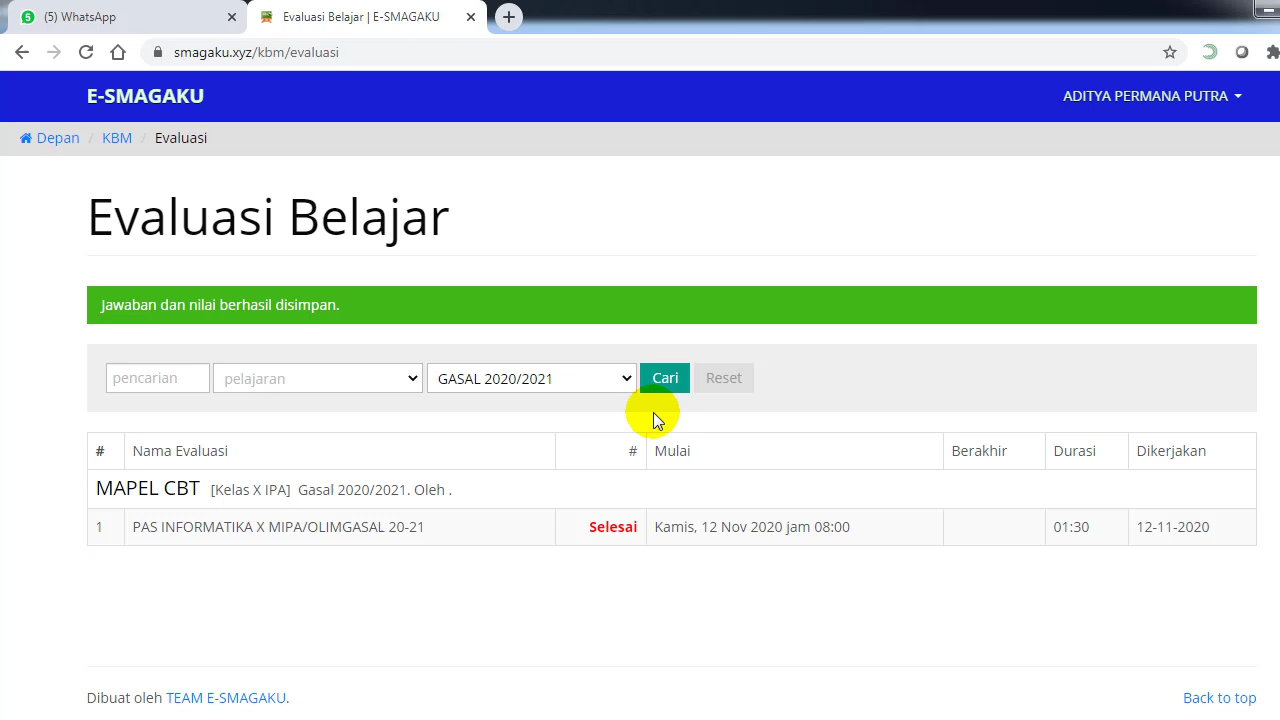 5 (5) WhatsApp
Evaluasi Belajar | E-SMAGAKU
smagaku.xyz/kbm/evaluasi
E-SMAGAKU ADITYA PERMANA PUTRA
Depan / KBM / Evaluasi
Evaluasi Belajar
Jawaban dan nilai berhasil disimpan.
pencarian pelajaran GASAL 2020/2021 Cari Reset
# Nama Evaluasi # Mulai Berakhir Durasi Dikerjakan
MAPEL CBT [Kelas X IPA] Gasal 2020/2021. Oleh .
1 PAS INFORMATIKA X MIPA/OLIMGASAL 20-21 Selesai Kamis, 12 Nov 2020 jam 08:00 01:30 12-11-2020
Dibuat oleh TEAM E-SMAGAKU. Back to top